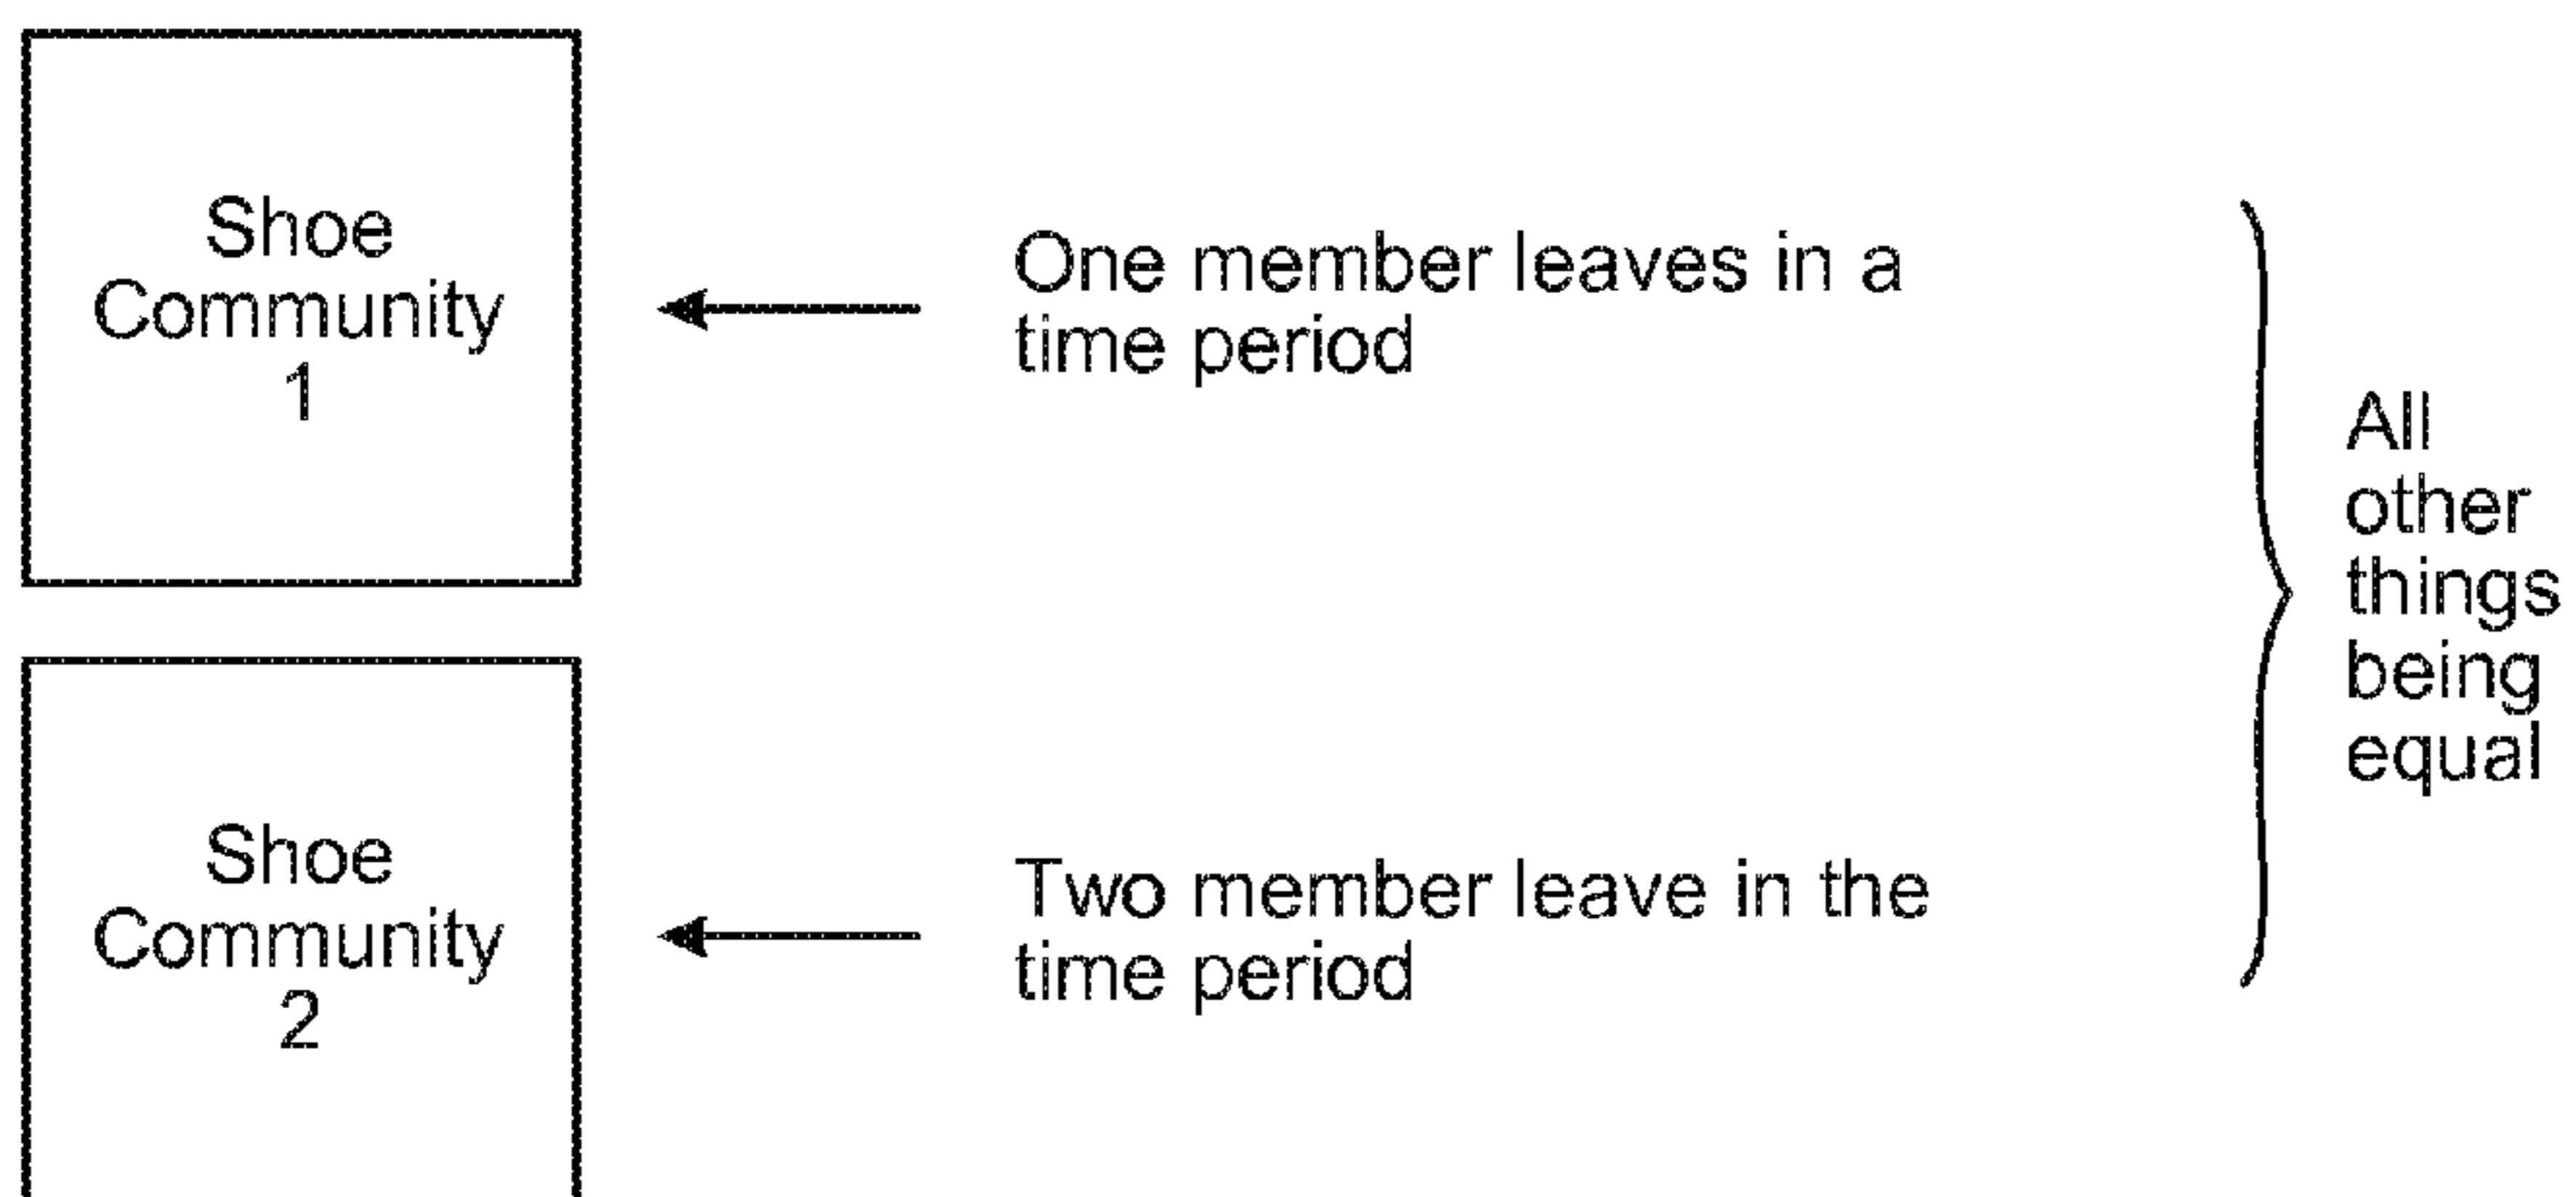 Shoe
Community
1
One member leaves in a
time period
Shoe
Community
2
Two member leave in the
time period
All
other
things
being
equal